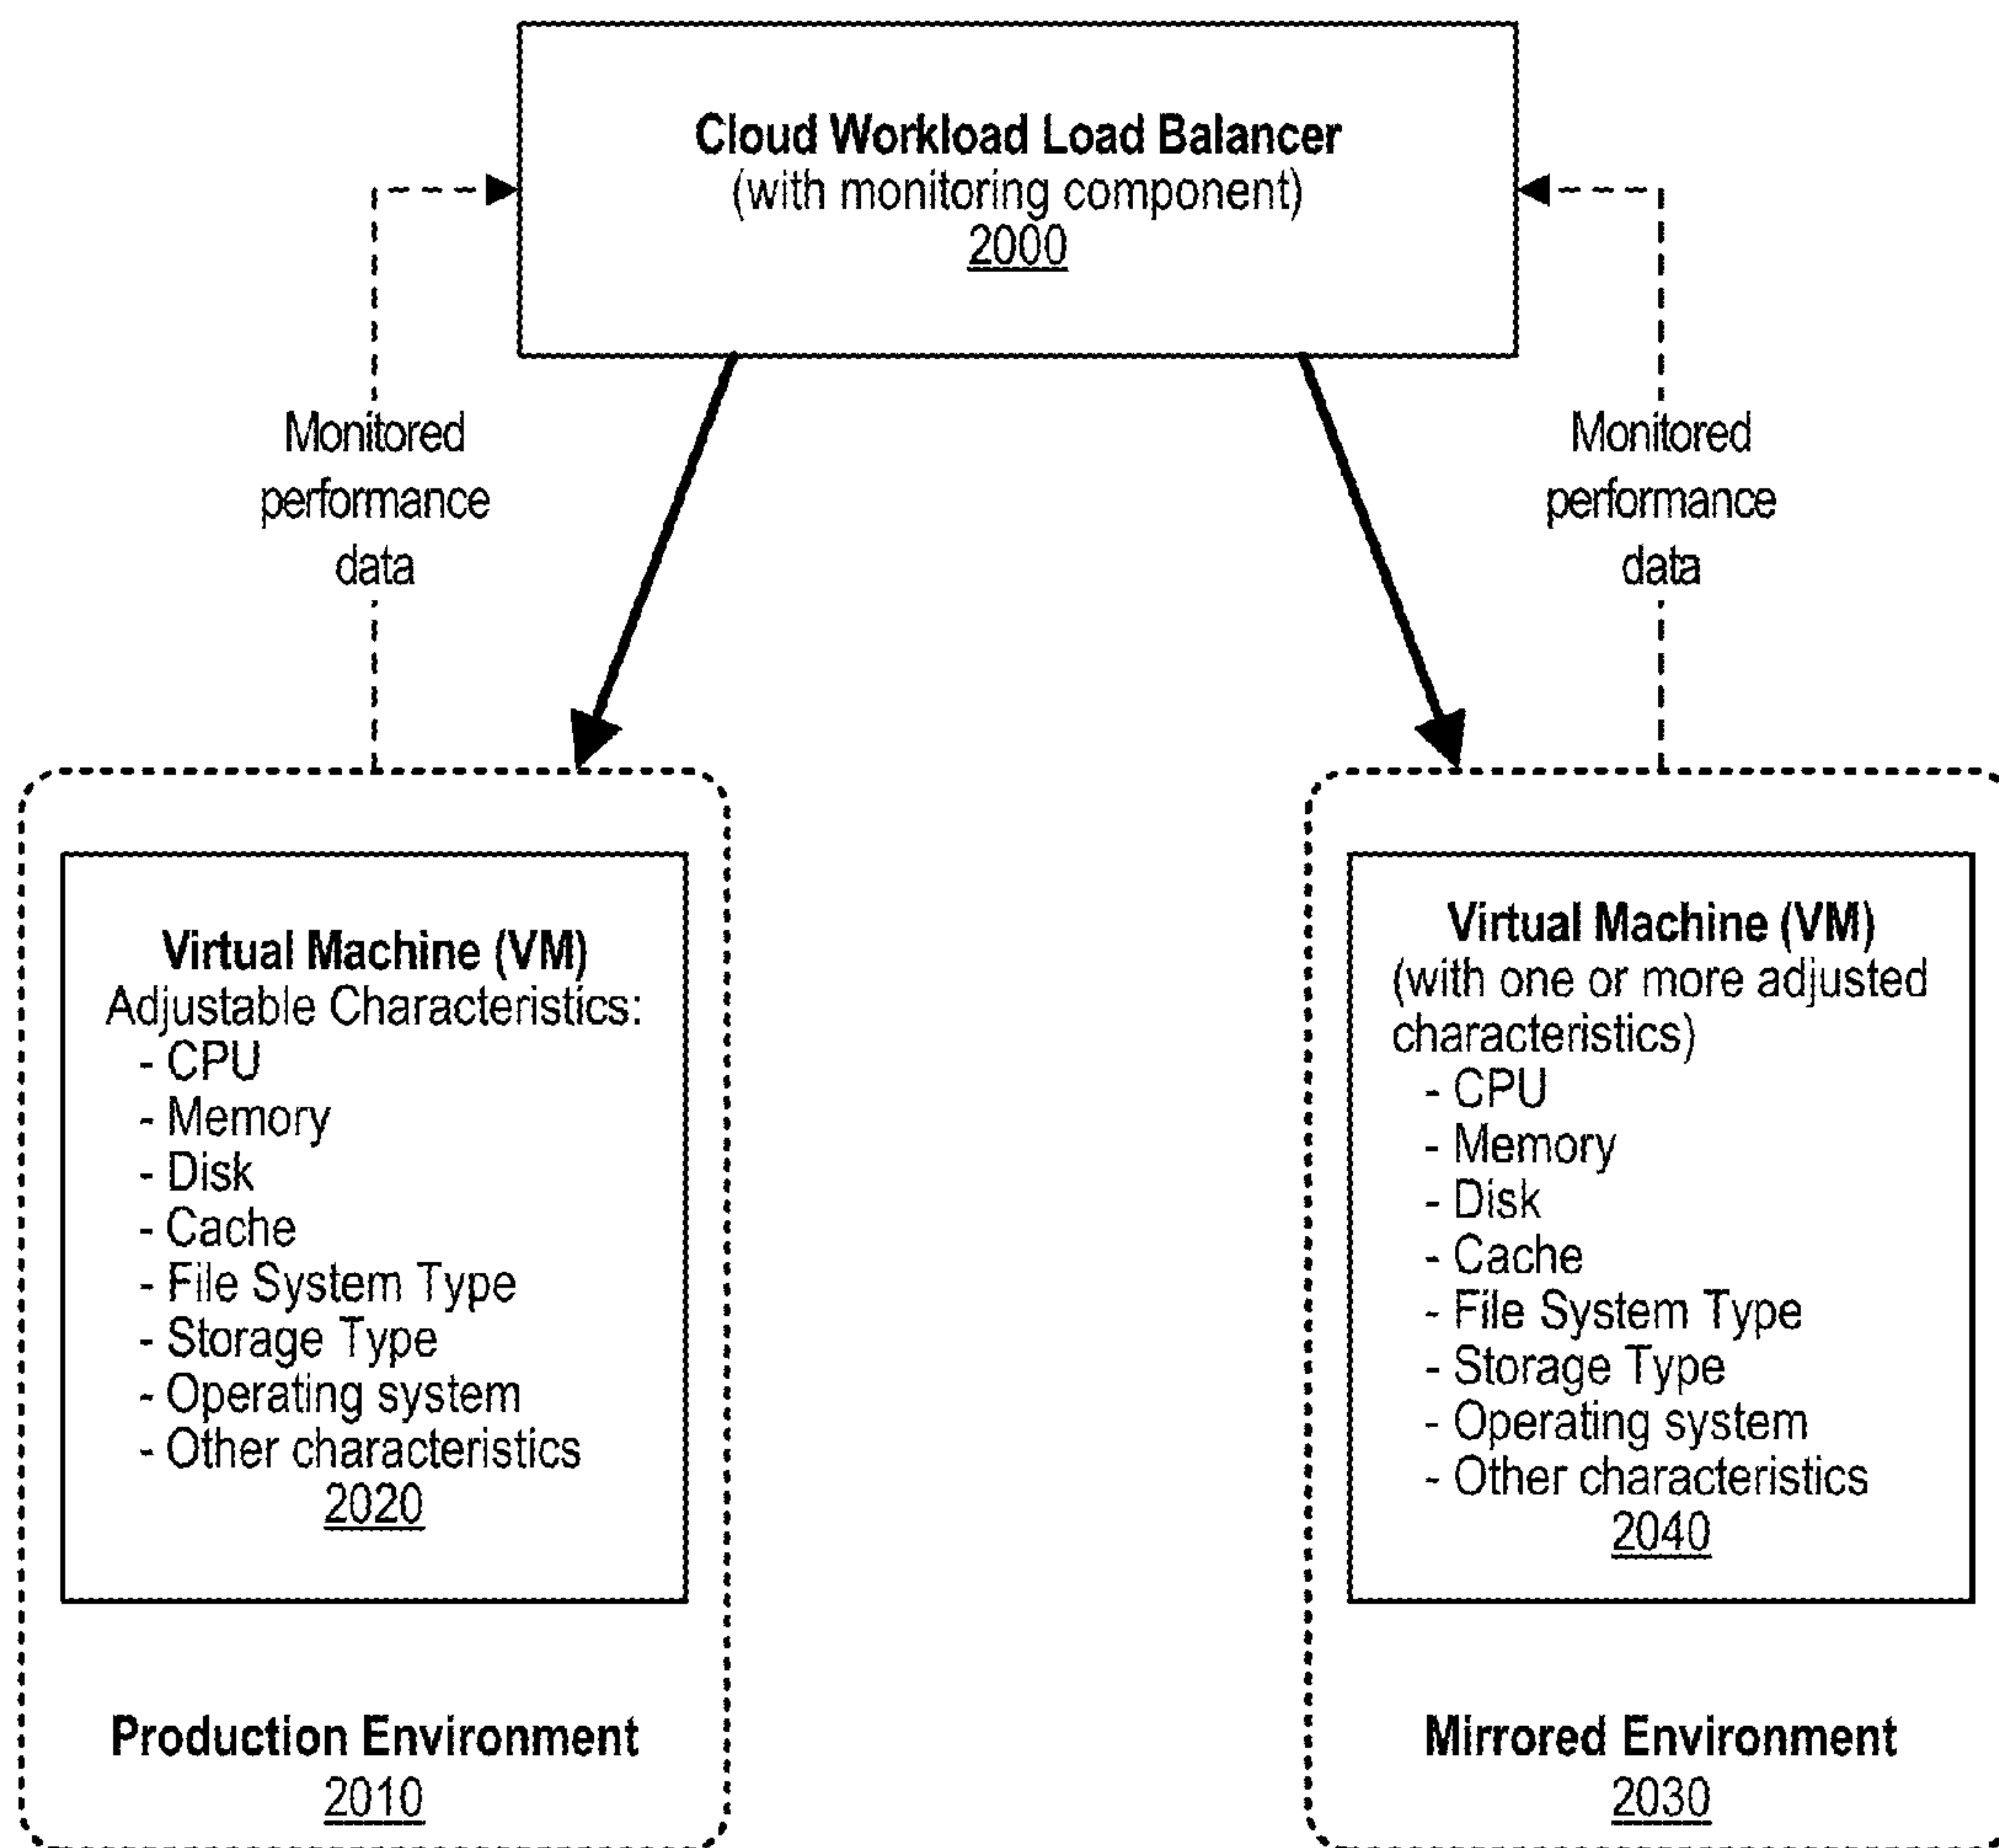 Cloud Workload Load Balancer
(with monitoring component)
2000
Monitored
performance
data
Monitored
performance
data
Virtual Machine (VM)
Adjustable Characteristics:
- CPU
- Memory
- Disk
- Cache
- File System Type
- Storage Type
- Operating system
- Other characteristics
2020
Production Environment
2010
Virtual Machine (VM)
(with one or more adjusted
characteristics)
- CPU
- Memory
- Disk
- Cache
- File System Type
- Storage Type
- Operating system
- Other characteristics
2040
Mirrored Environment
2030